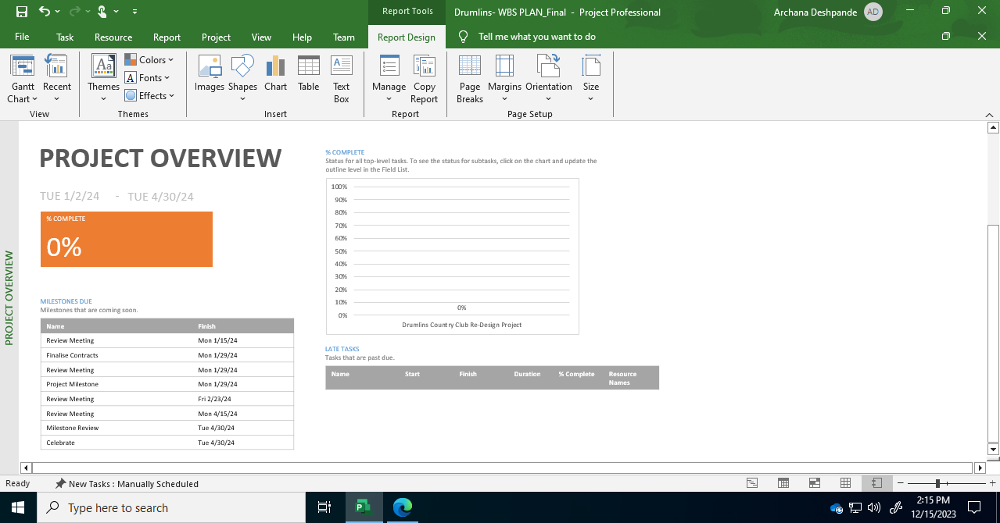 Report Tools
Drumlins- WBS PLAN_Final - Project Professional
Archana Deshpande
AD
File
Task
Resource
Report
Project
View
Help
Team
Report Design
Tell me what you want to do
Gantt Chart
Recent
View
Aa
Themes
Colors
A
Fonts
Effects
Themes
Images
Shapes
Chart
Table
A
Text Box
Insert
Manage
Copy Report
Report
Page Breaks
Margins
Orientation
Size
Page Setup
PROJECT OVERVIEW
PROJECT OVERVIEW
TUE 1/2/24 - TUE 4/30/24
% COMPLETE
0%
MILESTONES DUE
Milestones that are coming soon.
Name Finish
Review Meeting Mon 1/15/24
Finalise Contracts Mon 1/29/24
Review Meeting Mon 1/29/24
Project Milestone Mon 1/29/24
Review Meeting Fri 2/23/24
Review Meeting Mon 4/15/24
Milestone Review Tue 4/30/24
Celebrate Tue 4/30/24
% COMPLETE
Status for all top-level tasks. To see the status for subtasks, click on the chart and update the
outline level in the Field List.
100%
90%
80%
70%
60%
50%
40%
30%
20%
10%
0%
0%
Drumlins Country Club Re-Design Project
LATE TASKS
Tasks that are past due.
Name Start Finish Duration % Complete Resource Names
Ready
New Tasks : Manually Scheduled
Type here to search
P
2:15 PM
12/15/2023